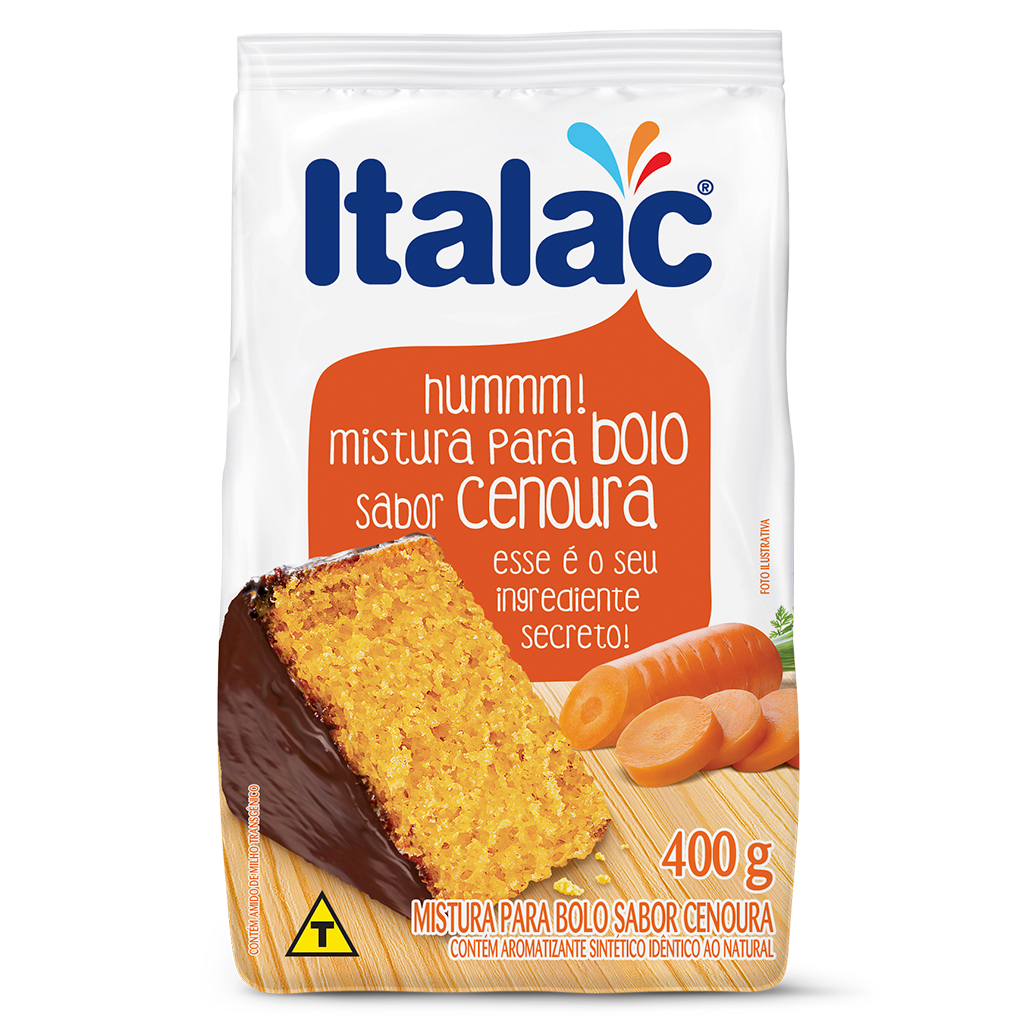 Italac®
hummm!
mistura para bolo
sabor cenoura
esse é o seu
ingrediente
secreto!
FOTO ILUSTRATIVA
400 g
MISTURA PARA BOLO SABOR CENOURA
CONTÉM AROMATIZANTE SINTÉTICO IDÊNTICO AO NATURAL
CONTÉM AMIDO DE MILHO TRANSGÊNICO
T